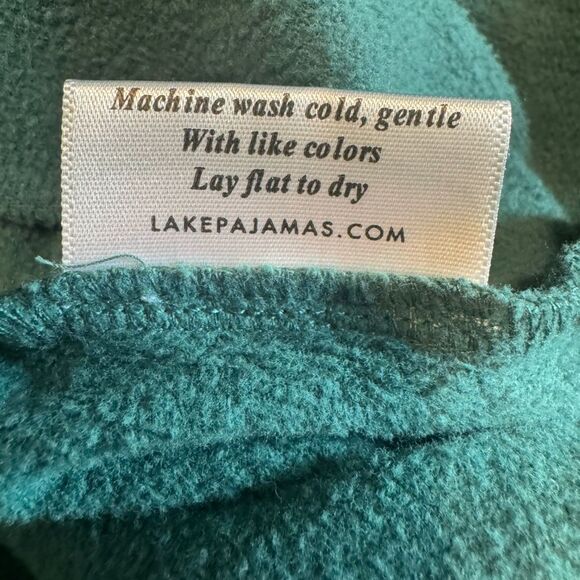 Machine wash cold, gentle
With like colors
Lay flat to dry
LAKEPAJAMAS.COM